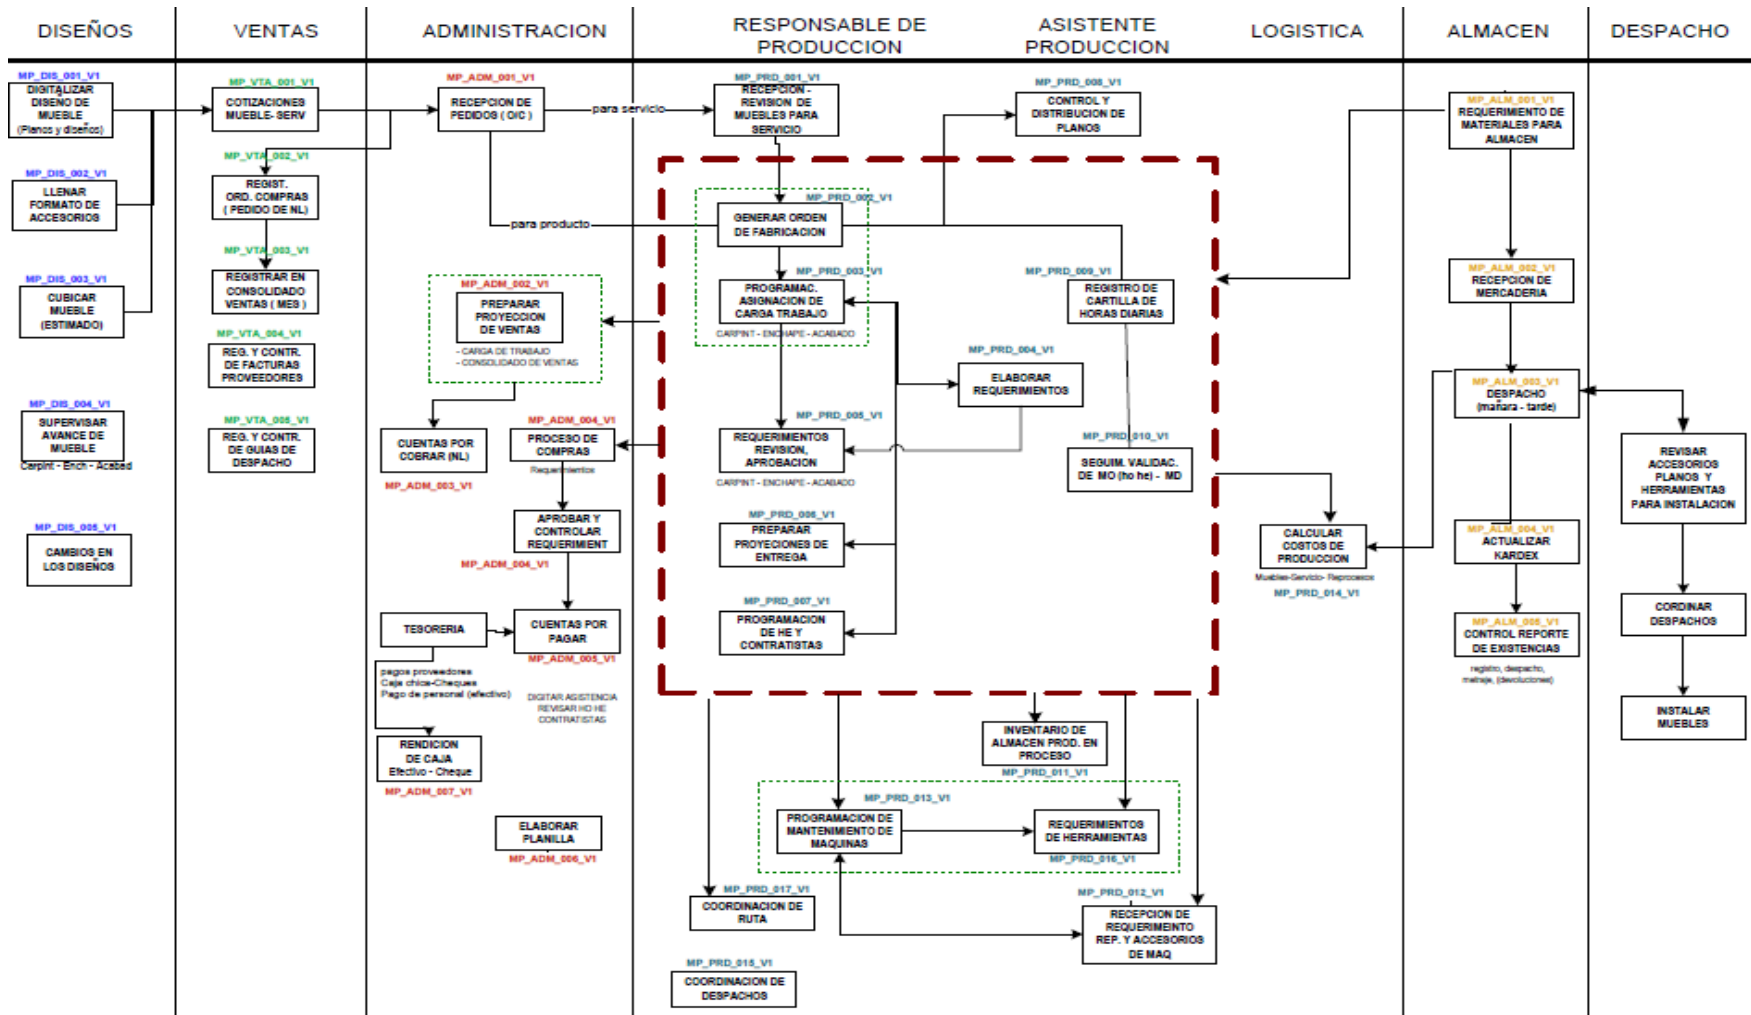 DISEÑOS
VENTAS
ADMINISTRACION
RESPONSABLE DE
PRODUCCION
ASISTENTE
PRODUCCION
LOGISTICA
ALMACEN
DESPACHO
MP_DIS_001_V1
DIGITALIZAR
DISEÑO DE
MUEBLE
(Planos y diseños)
MP_DIS_002_V1
LLENAR
FORMATO DE
ACCESORIOS
MP_DIS_003_V1
CUBICAR
MUEBLE
(ESTIMADO)
MP_DIS_004_V1
SUPERVISAR
AVANCE DE
MUEBLE
Carpint - Ench - Acabad
MP_DIS_005_V1
CAMBIOS EN
LOS DISEÑOS
MP_VTA_001_V1
COTIZACIONES
MUEBLE- SERV
MP_VTA_002_V1
REGIST.
ORD. COMPRAS
( PEDIDO DE NL)
MP_VTA_003_V1
REGISTRAR EN
CONSOLIDADO
VENTAS ( MES )
MP_VTA_004_V1
REG. Y CONTR.
DE FACTURAS
PROVEEDORES
MP_VTA_005_V1
REG. Y CONTR.
DE GUIAS DE
DESPACHO
MP_ADM_001_V1
RECEPCION DE
PEDIDOS ( O/C )
para servicio
para producto
MP_ADM_002_V1
PREPARAR
PROYECCION
DE VENTAS
- CARGA DE TRABAJO
- CONSOLIDADO DE VENTAS
CUENTAS POR
COBRAR (NL)
MP_ADM_003_V1
MP_ADM_004_V1
PROCESO DE
COMPRAS
Requerimientos
APROBAR Y
CONTROLAR
REQUERIMIENT
MP_ADM_004_V1
TESORERIA
CUENTAS POR
PAGAR
MP_ADM_005_V1
pagos proveedores
Caja chica-Cheques
Pago de personal (efectivo)
DIGITAR ASISTENCIA
REVISAR HO HE
CONTRATISTAS
RENDICION
DE CAJA
Efectivo - Cheque
MP_ADM_007_V1
ELABORAR
PLANILLA
MP_ADM_006_V1
MP_PRD_001_V1
RECEPCION -
REVISION DE
MUEBLES PARA
SERVICIO
MP_PRD_002_V1
GENERAR ORDEN
DE FABRICACION
MP_PRD_003_V1
PROGRAMAC.
ASIGNACION DE
CARGA TRABAJO
CARPINT - ENCHAPE - ACABADO
MP_PRD_005_V1
REQUERIMIENTOS
REVISION,
APROBACION
CARPINT - ENCHAPE - ACABADO
MP_PRD_006_V1
PREPARAR
PROYECIONES DE
ENTREGA
MP_PRD_007_V1
PROGRAMACION
DE HE Y
CONTRATISTAS
MP_PRD_008_V1
CONTROL Y
DISTRIBUCION DE
PLANOS
MP_PRD_009_V1
REGISTRO DE
CARTILLA DE
HORAS DIARIAS
MP_PRD_004_V1
ELABORAR
REQUERIMIENTOS
MP_PRD_010_V1
SEGUIM. VALIDAC.
DE MO (ho he) - MD
INVENTARIO DE
ALMACEN PROD. EN
PROCESO
MP_PRD_011_V1
MP_PRD_013_V1
PROGRAMACION DE
MANTENIMIENTO DE
MAQUINAS
REQUERIMIENTOS
DE HERRAMIENTAS
MP_PRD_016_V1
MP_PRD_017_V1
COORDINACION DE
RUTA
MP_PRD_012_V1
RECEPCION DE
REQUERIMEINTO
REP. Y ACCESORIOS
DE MAQ
MP_PRD_015_V1
COORDINACION DE
DESPACHOS
CALCULAR
COSTOS DE
PRODUCCION
Muebles-Servicio- Reprocesos
MP_PRD_014_V1
MP_ALM_001_V1
REQUERIMIENTO DE
MATERIALES PARA
ALMACEN
MP_ALM_002_V1
RECEPCION DE
MERCADERIA
MP_ALM_003_V1
DESPACHO
(mañara - tarde)
MP_ALM_004_V1
ACTUALIZAR
KARDEX
MP_ALM_005_V1
CONTROL REPORTE
DE EXISTENCIAS
registro, despacho,
metraje, (devoluciones)
REVISAR
ACCESORIOS
PLANOS Y
HERRAMIENTAS
PARA INSTALACION
CORDINAR
DESPACHOS
INSTALAR
MUEBLES